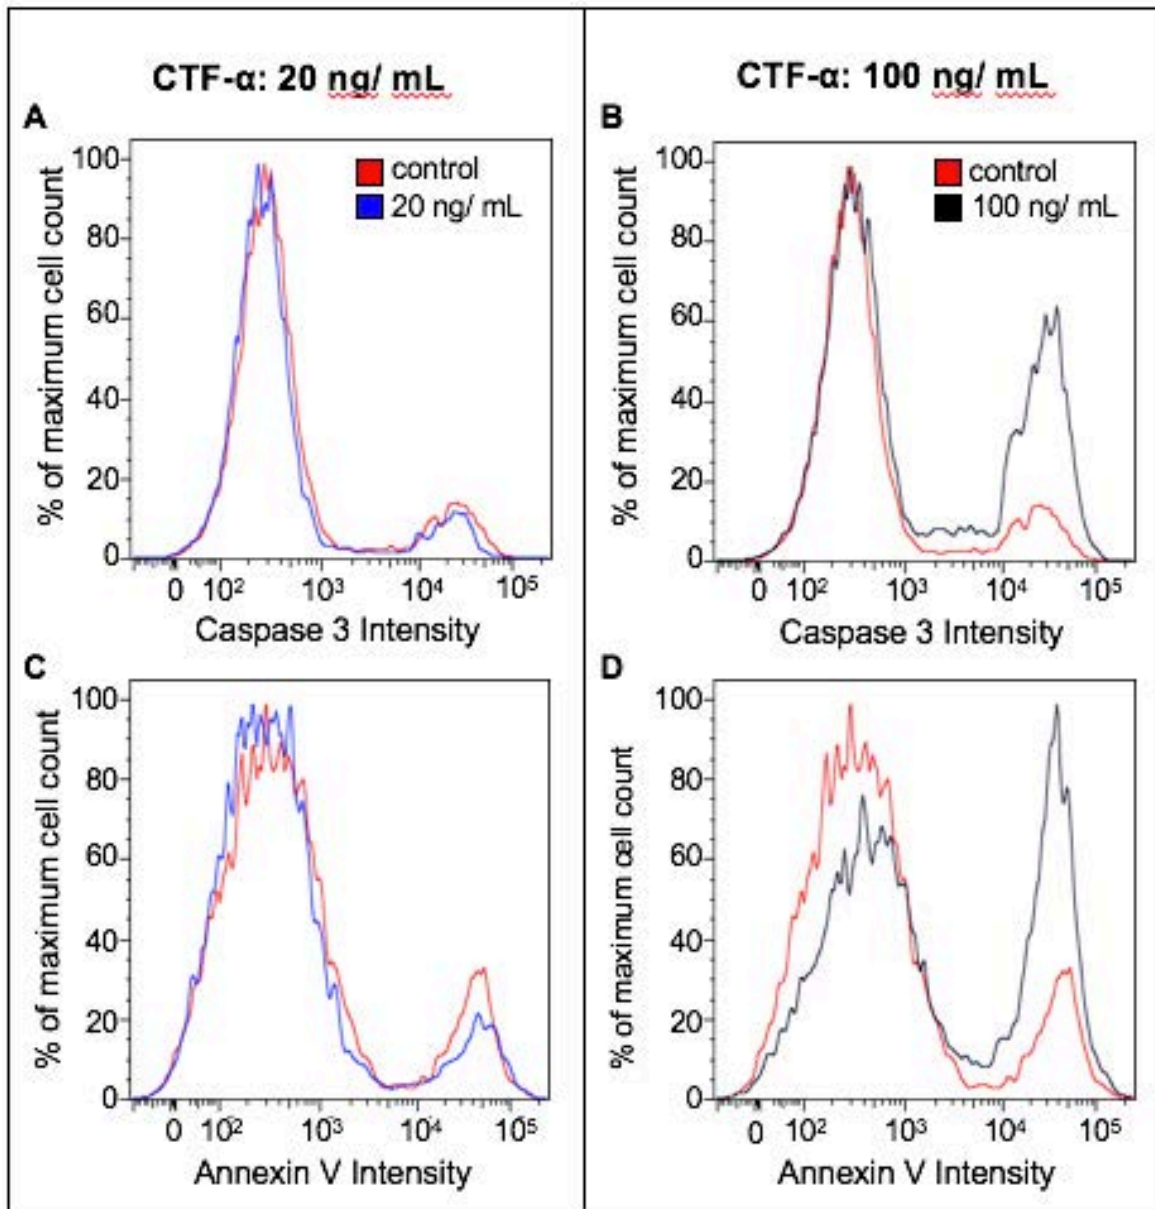 CTF-α: 20 ng/ mL
CTF-α: 100 ng/ mL
A
% of maximum cell count
100
80
60
40
20
0
control
20 ng/ mL
0 10² 10³ 10⁴ 10⁵
Caspase 3 Intensity
B
% of maximum cell count
100
80
60
40
20
0
control
100 ng/ mL
0 10² 10³ 10⁴ 10⁵
Caspase 3 Intensity
C
% of maximum cell count
100
80
60
40
20
0
0 10² 10³ 10⁴ 10⁵
Annexin V Intensity
D
% of maximum cell count
100
80
60
40
20
0
0 10² 10³ 10⁴ 10⁵
Annexin V Intensity